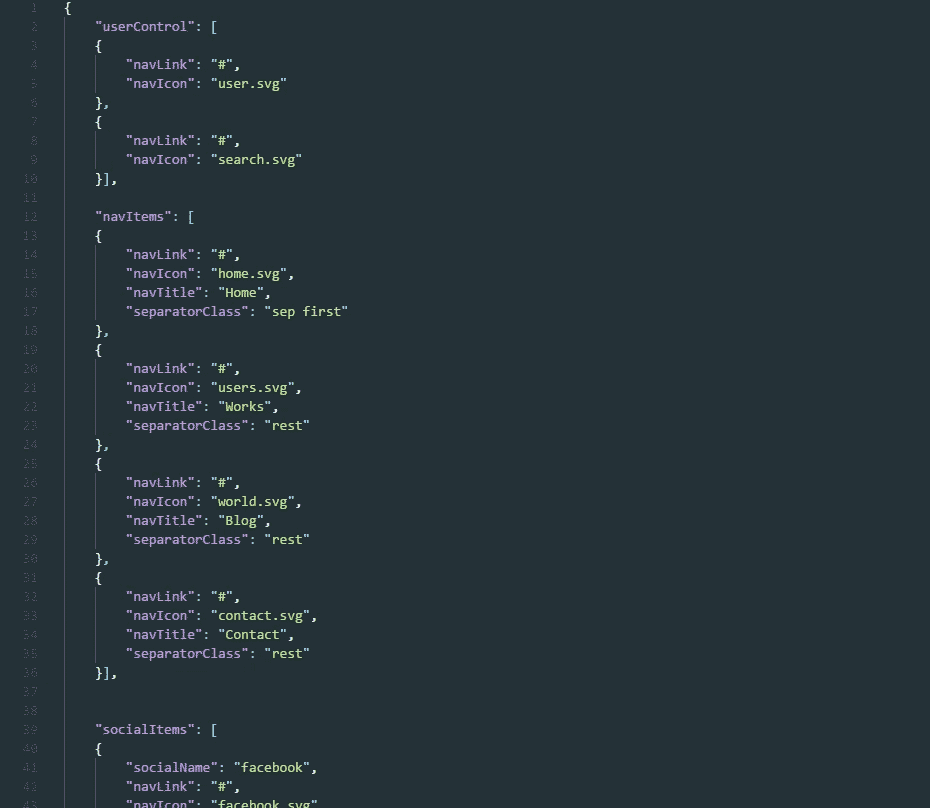 1 {
2 "userControl": [
3 {
4 "navLink": "#",
5 "navIcon": "user.svg"
6 },
7 {
8 "navLink": "#",
9 "navIcon": "search.svg"
10 }],
11
12 "navItems": [
13 {
14 "navLink": "#",
15 "navIcon": "home.svg",
16 "navTitle": "Home",
17 "separatorClass": "sep first"
18 },
19 {
20 "navLink": "#",
21 "navIcon": "users.svg",
22 "navTitle": "Works",
23 "separatorClass": "rest"
24 },
25 {
26 "navLink": "#",
27 "navIcon": "world.svg",
28 "navTitle": "Blog",
29 "separatorClass": "rest"
30 },
31 {
32 "navLink": "#",
33 "navIcon": "contact.svg",
34 "navTitle": "Contact",
35 "separatorClass": "rest"
36 }],
37
38
39 "socialItems": [
40 {
41 "socialName": "facebook",
42 "navLink": "#",
43 "navIcon": "facebook.svg"